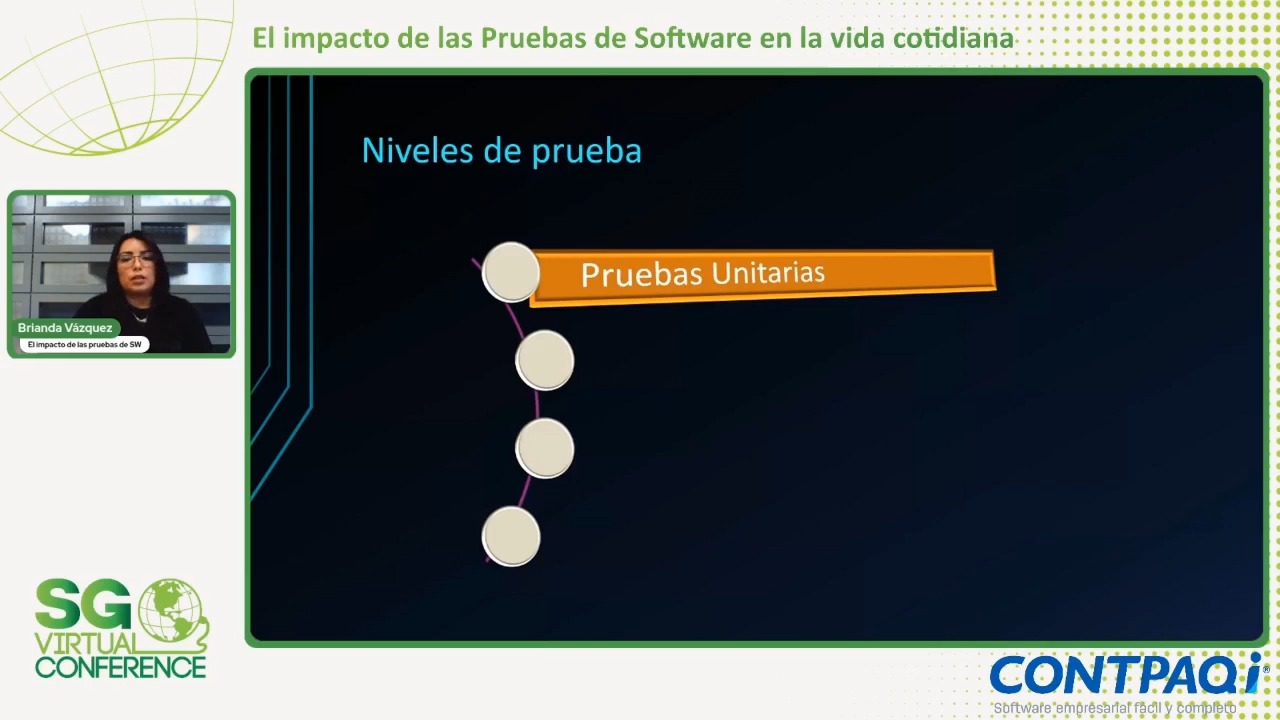 El impacto de las Pruebas de Software en la vida cotidiana
Niveles de prueba
Pruebas Unitarias
Brianda Vázquez
El impacto de las pruebas de SW
SG
VIRTUAL
CONFERENCE
CONTPAQi®
Software empresarial fácil y completo